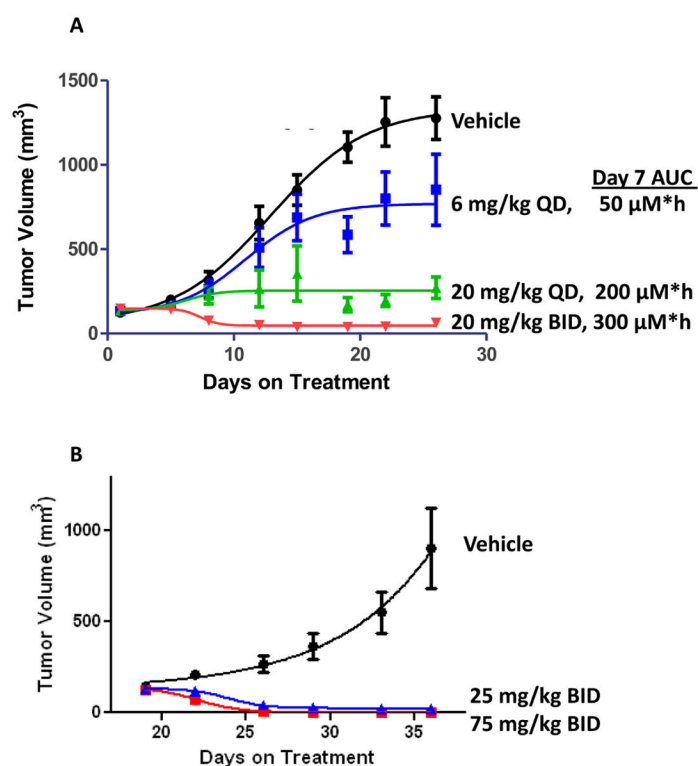 A
Tumor Volume (mm³)
1500
1000
500
0
0
10
20
30
Days on Treatment
Vehicle
Day 7 AUC
6 mg/kg QD, 50 µM*h
20 mg/kg QD, 200 µM*h
20 mg/kg BID, 300 µM*h
B
Tumor Volume (mm³)
1000
500
0
20
25
30
35
Days on Treatment
Vehicle
25 mg/kg BID
75 mg/kg BID